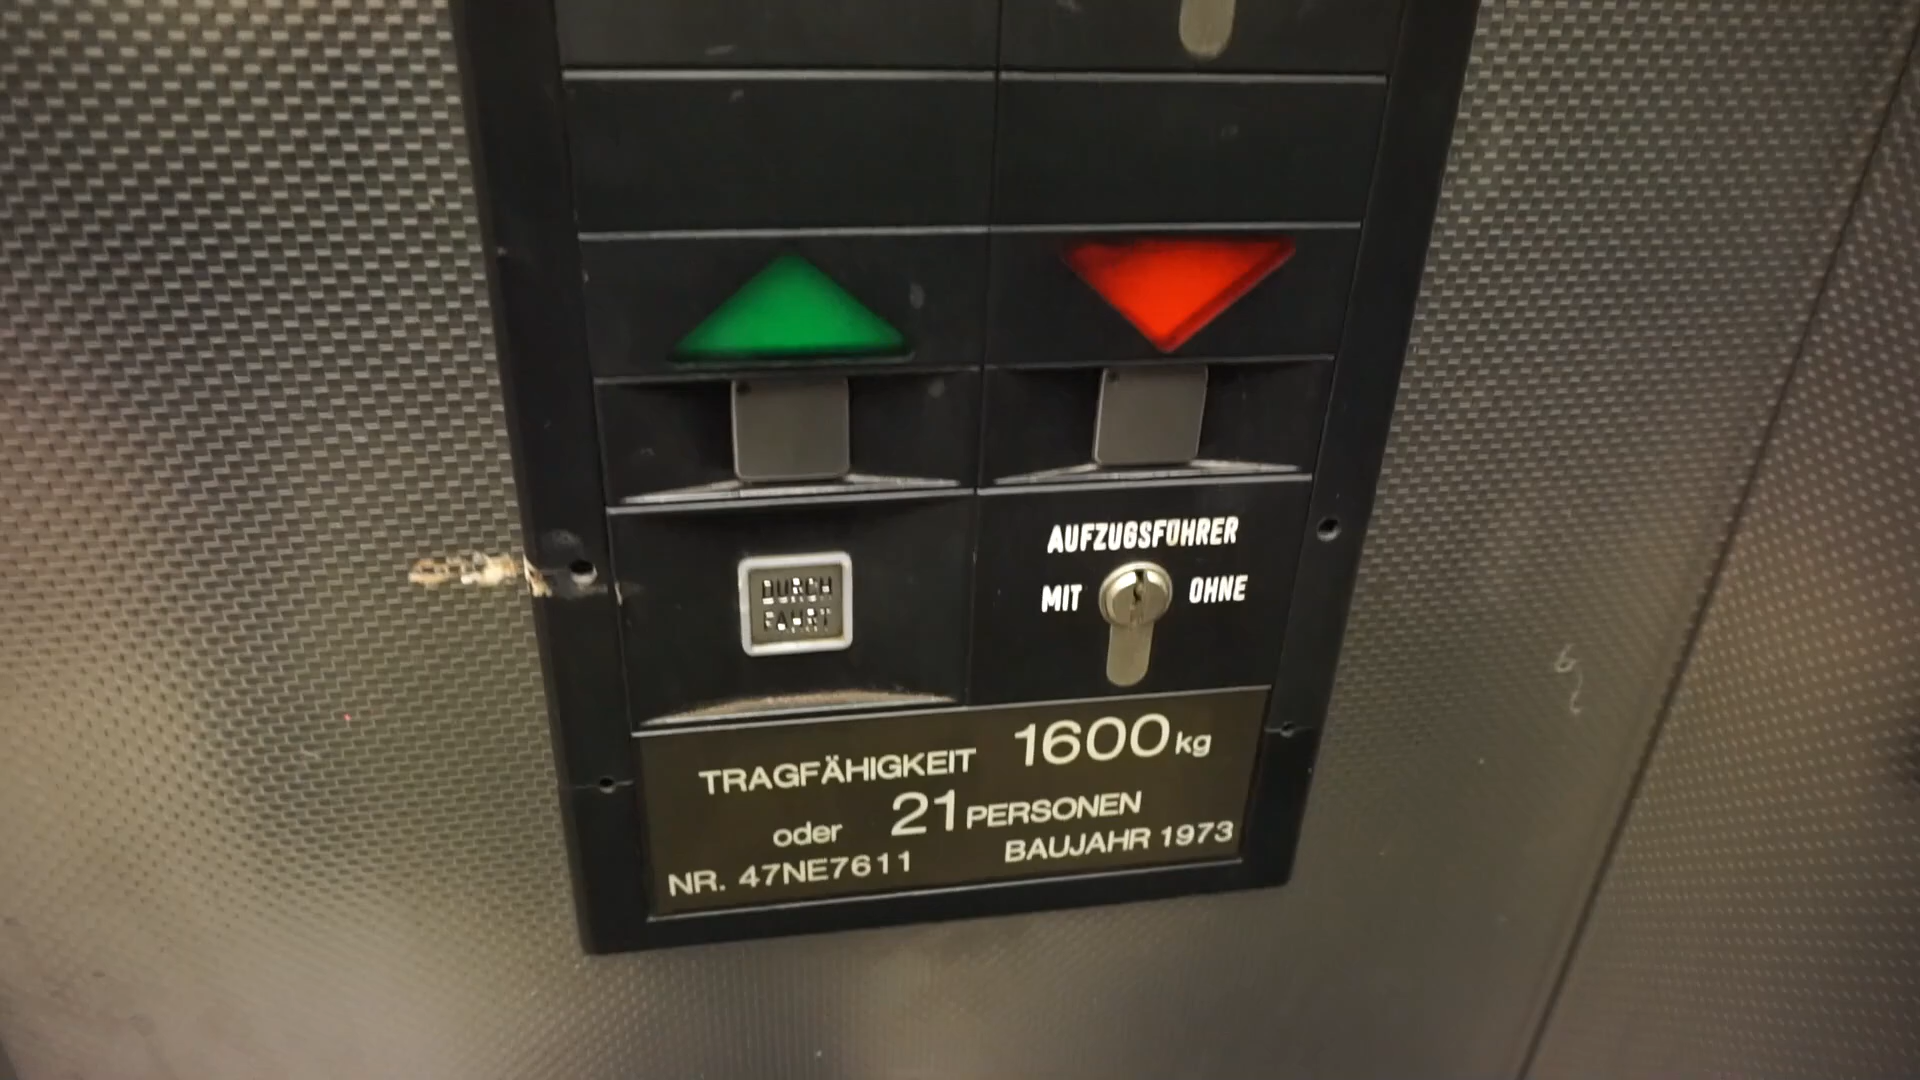 AUFZUGSFÜHRER
MIT OHNE
DURCH
FAHRT
TRAGFÄHIGKEIT 1600 kg
oder 21 PERSONEN
NR. 47NE7611 BAUJAHR 1973